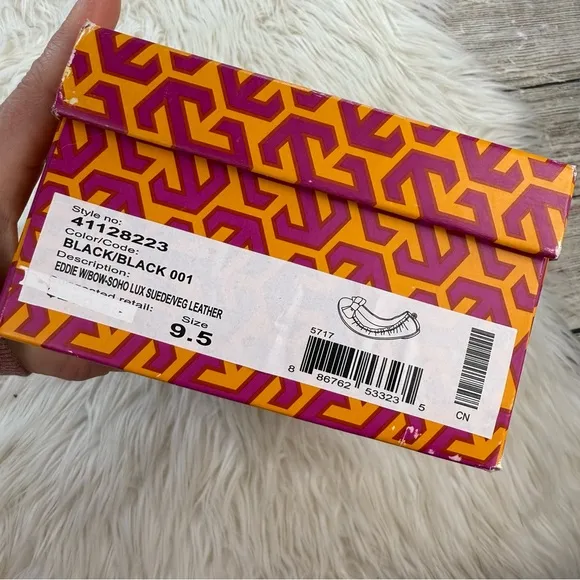 Style no:
41128223
Color/Code:
BLACK/BLACK 001
Description:
EDDIE W/BOW-SOHO LUX SUEDE/VEG LEATHER
retail:
Size
9.5
5717
8 86762 53323 5
CN